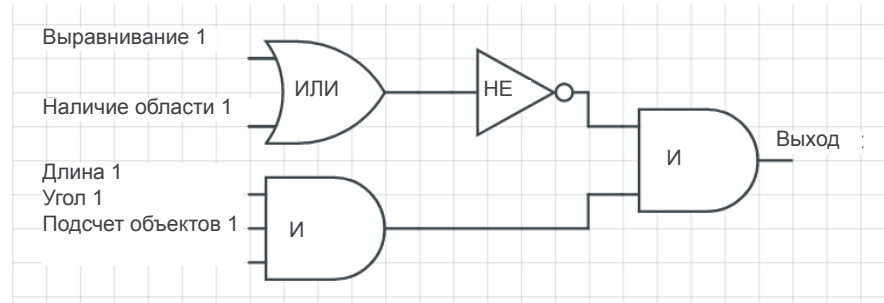 Выравнивание 1
ИЛИ
НЕ
Наличие области 1
И
Выход :
Длина 1
Угол 1
Подсчет объектов 1
И